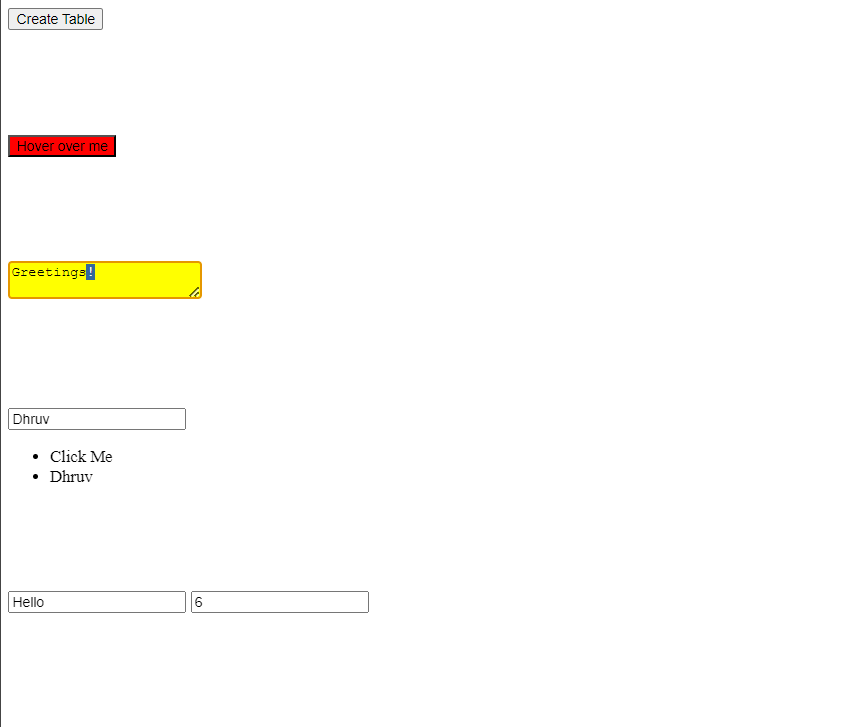 Create Table
Hover over me
Greetings!
Dhruv
Click Me
Dhruv
Hello 6